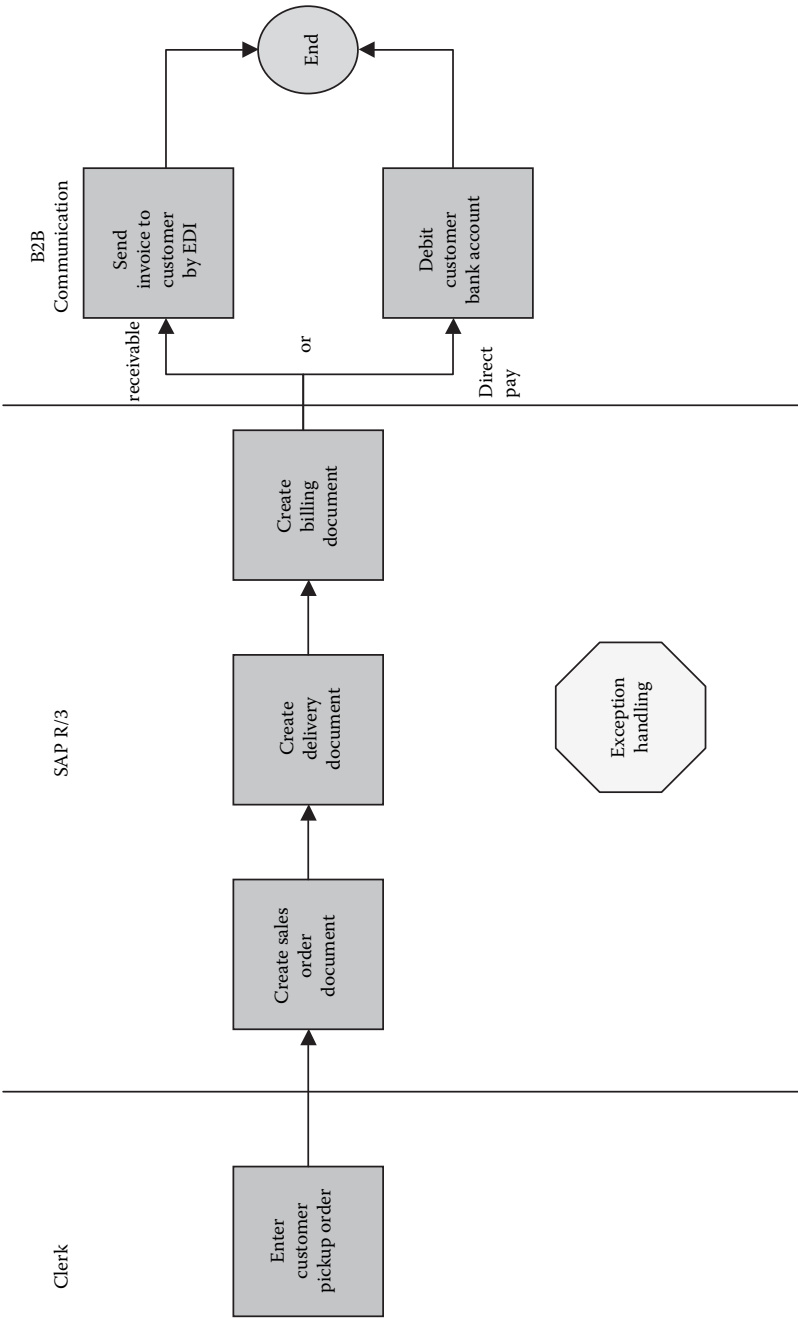 Clerk
SAP R/3
B2B
Communication
Enter
customer
pickup order
Create sales
order
document
Create
delivery
document
Create
billing
document
receivable
or
Direct
pay
Send
invoice to
customer
by EDI
Debit
customer
bank account
End
Exception
handling